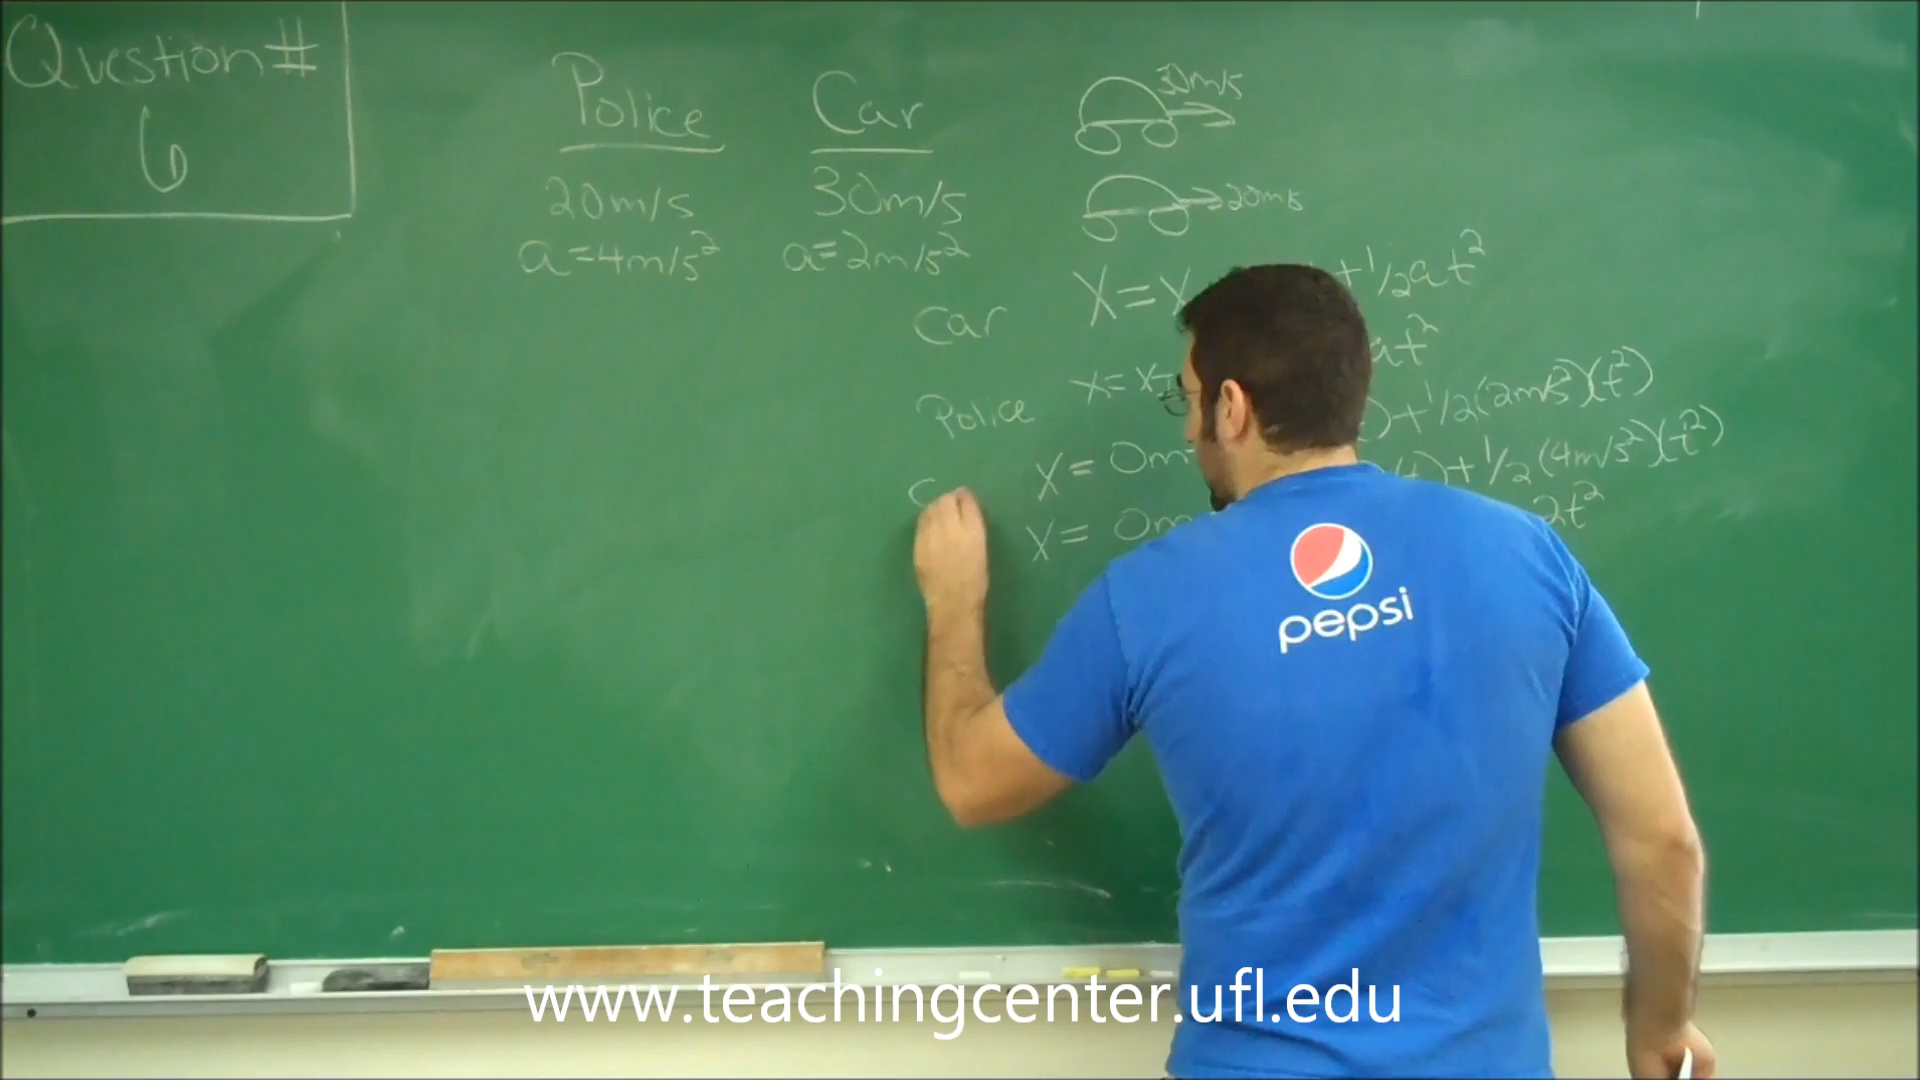 Question #
6
Police Car
20m/s 30m/s
a=4m/s² a=2m/s²
30m/s
20m/s
X=X +1/2at²
Car
x=x at²
Police
X= 0m )+1/2(2m/s²)(t²)
X= 0m (t)+1/2(4m/s²)(t²)
2t²
C
pepsi
www.teachingcenter.ufl.edu